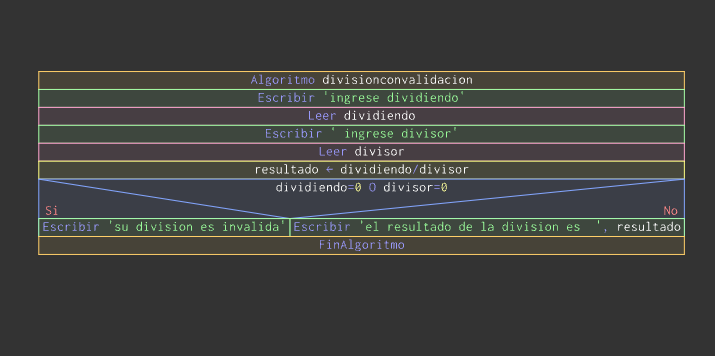 Algoritmo divisionconvalidacion
Escribir 'ingrese dividiendo'
Leer dividiendo
Escribir ' ingrese divisor'
Leer divisor
resultado ← dividiendo/divisor
dividiendo=0 O divisor=0
Si No
Escribir 'su division es invalida' Escribir 'el resultado de la division es  ', resultado
FinAlgoritmo